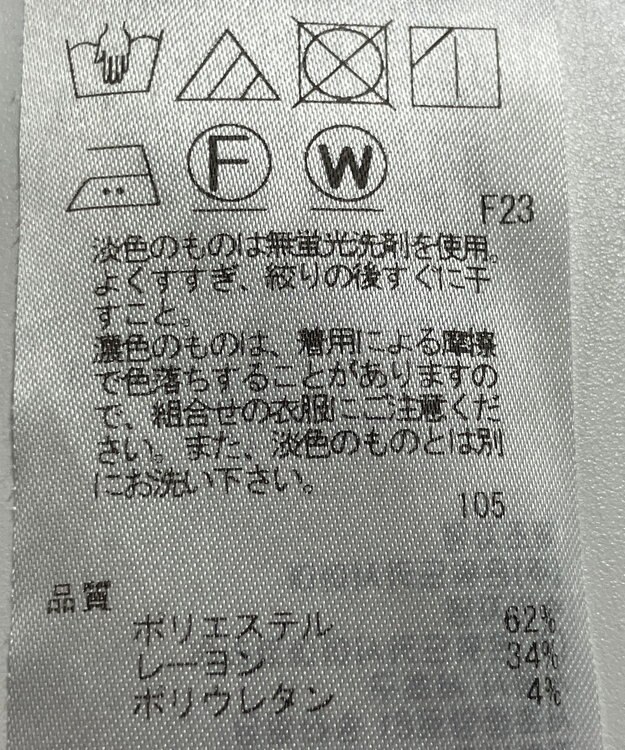 F W
F23
淡色のものは無蛍光洗剤を使用。
よくすすぎ、絞りの後すぐに干
すこと。
濃色のものは、着用による摩擦
で色落ちすることがありますの
で、組合せの衣服にご注意くだ
さい。また、淡色のものとは別
にお洗い下さい。
105
品質
ポリエステル 62%
レーヨン 34%
ポリウレタン 4%